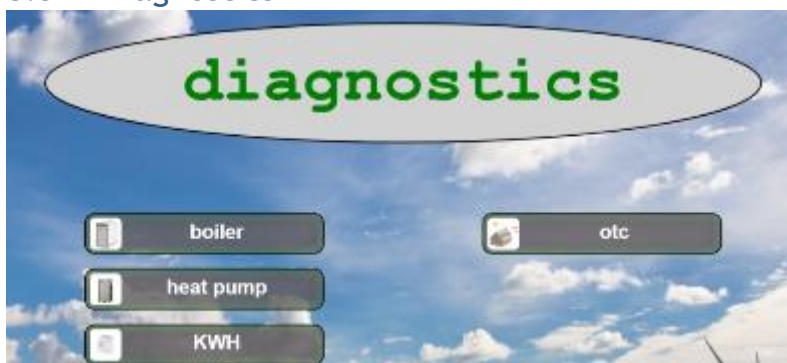 diagnostics
boiler
otc
heat pump
KWH